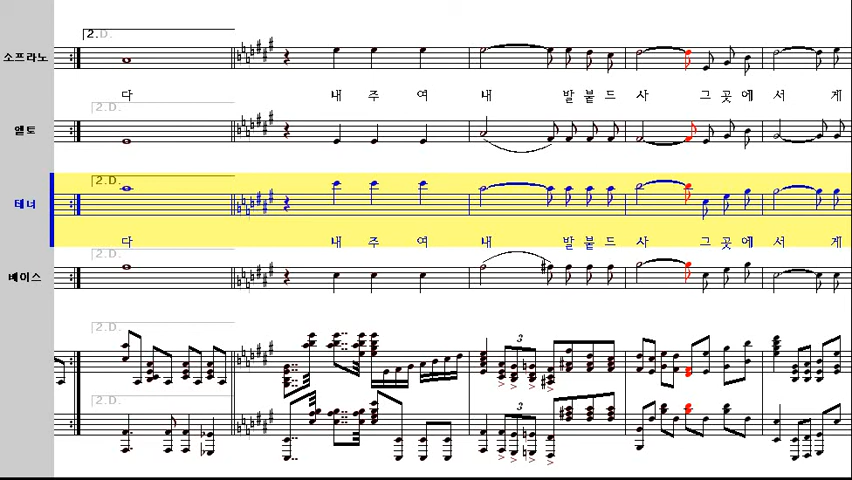 2.D.
소프라노
다 내 주 여 내 발 붙 드 사 그 곳 에 서 게
2.D.
엘토
2.D.
테너
다 내 주 여 내 발 붙 드 사 그 곳 에 서 게
2.D.
베이스
2.D.
3
2.D.
3